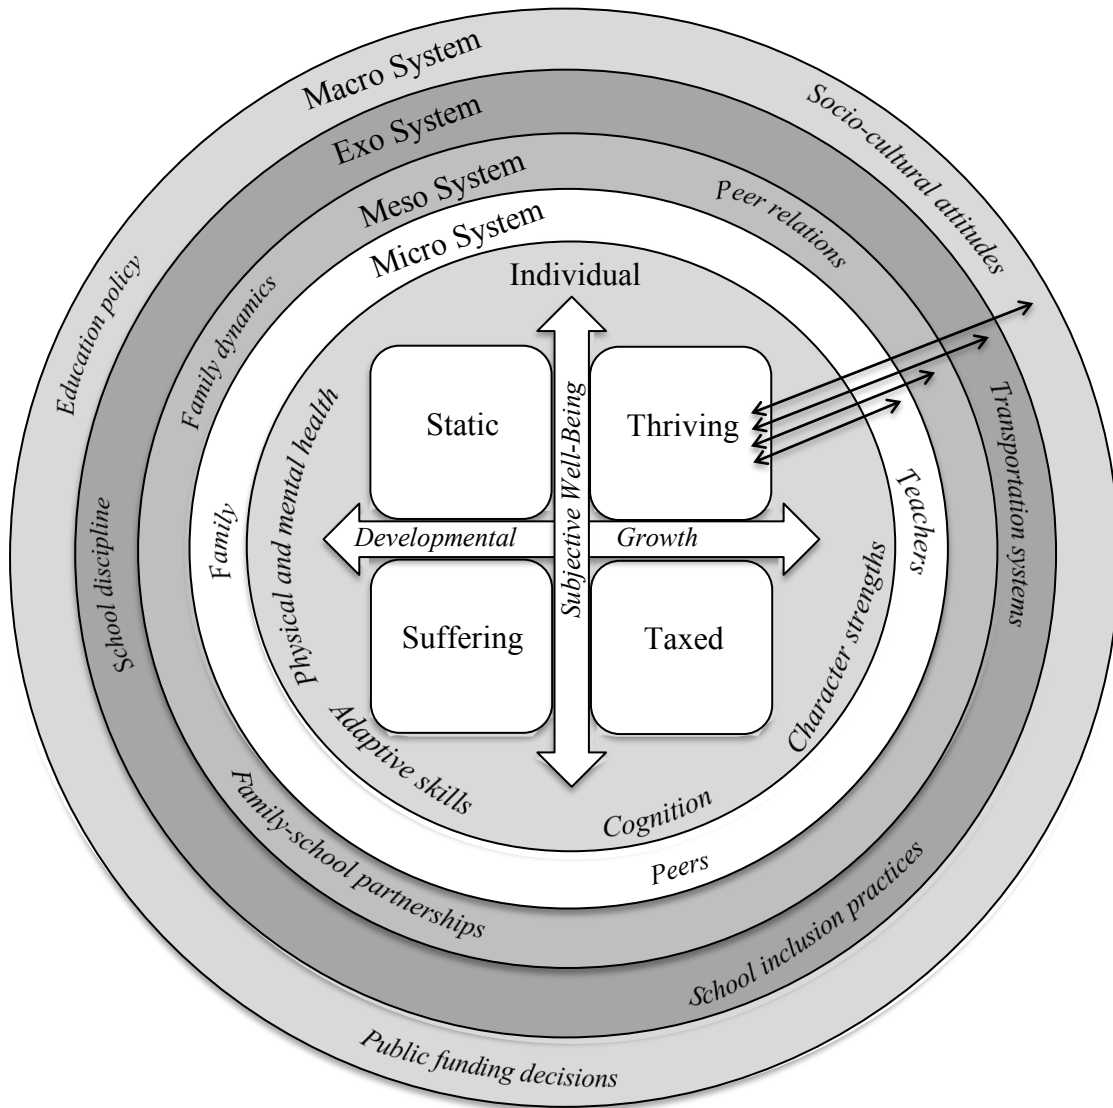 Macro System
Socio-cultural attitudes
Exo System
Meso System
Peer relations
Micro System
Individual
Education policy
Family dynamics
Physical and mental health
Static
Thriving
Subjective Well-Being
Transportation systems
Teachers
School discipline
Family
Developmental
Growth
Character strengths
Suffering
Taxed
Adaptive skills
Cognition
Family-school partnerships
Peers
School inclusion practices
Public funding decisions